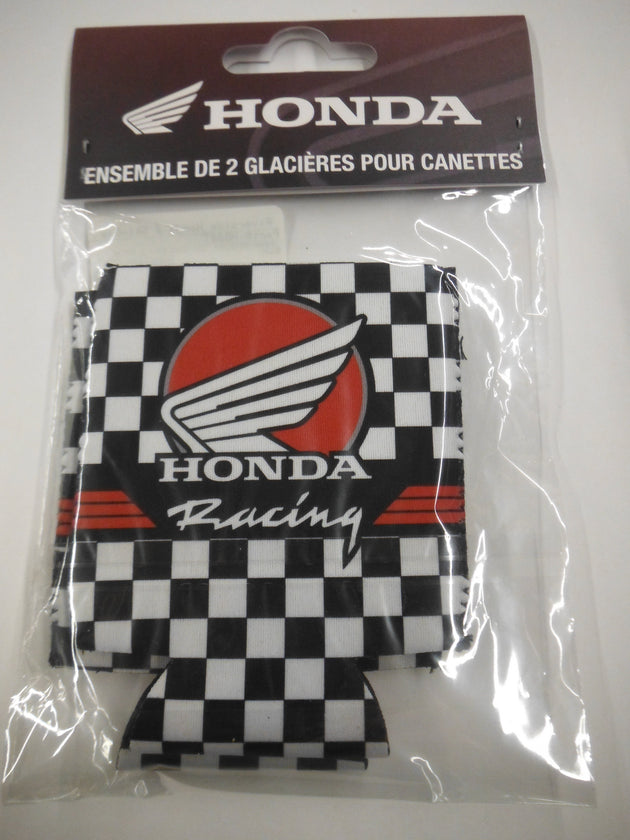 HONDA
ENSEMBLE DE 2 GLACIÈRES POUR CANETTES
HONDA
Racing